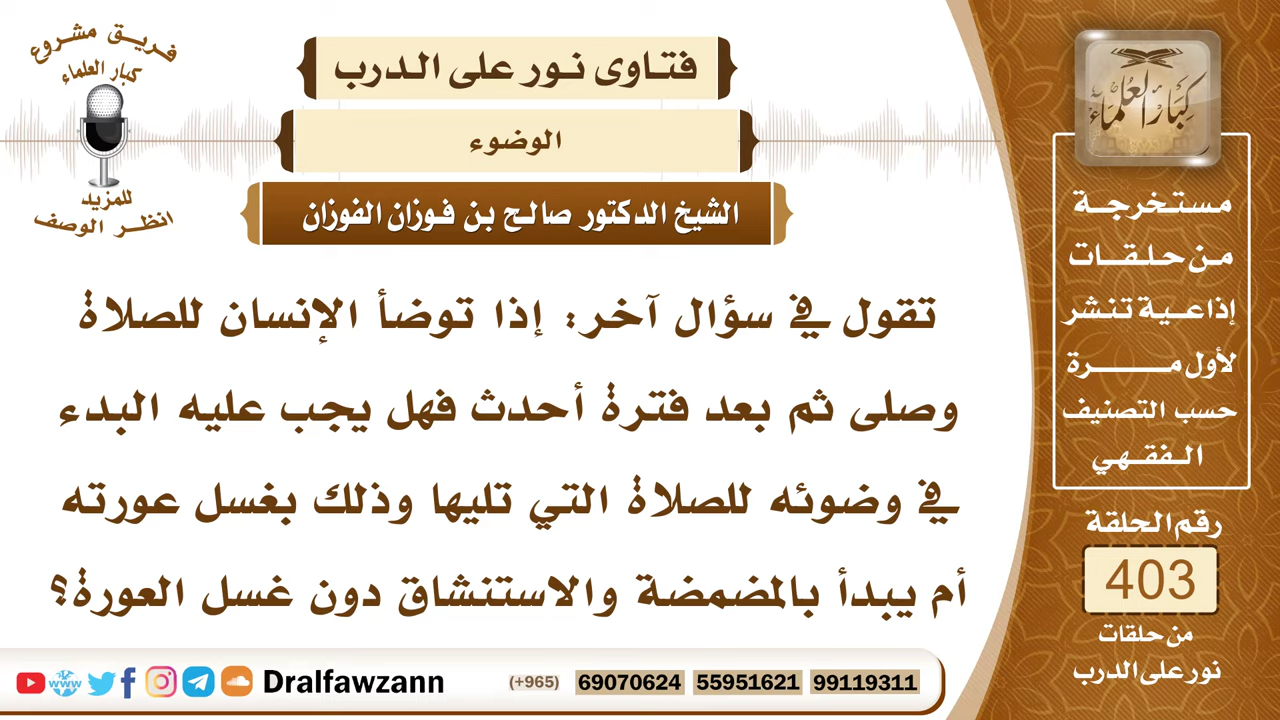 فريق مشروع
كبار العلماء
للمزيد
انظر الوصف
فتاوى نور على الدرب
الوضوء
الشيخ الدكتور صالح بن فوزان الفوزان
تقول في سؤال آخر: إذا توضأ الإنسان للصلاة
وصلى ثم بعد فترة أحدث فهل يجب عليه البدء
في وضوئه للصلاة التي تليها وذلك بغسل عورته
أم يبدأ بالمضمضة والاستنشاق دون غسل العورة؟
كبار العلماء
مستخرجة
من حلقات
إذاعية تنشر
لأول مرة
حسب التصنيف
الفقهي
رقم الحلقة
403
من حلقات
نور على الدرب
www Dralfawzann (+965) 69070624 55951621 99119311